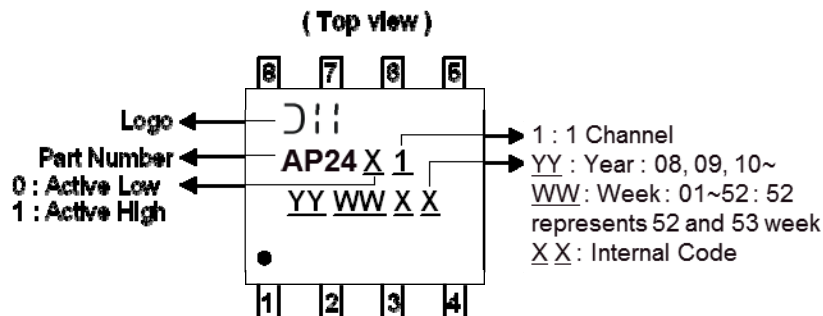 ( Top view )
8 7 6 5
Logo
Part Number
0 : Active Low
1 : Active High
AP24 X 1
YY WW X X
1 : 1 Channel
YY : Year : 08, 09, 10~
WW : Week : 01~52 : 52
represents 52 and 53 week
X X : Internal Code
1 2 3 4